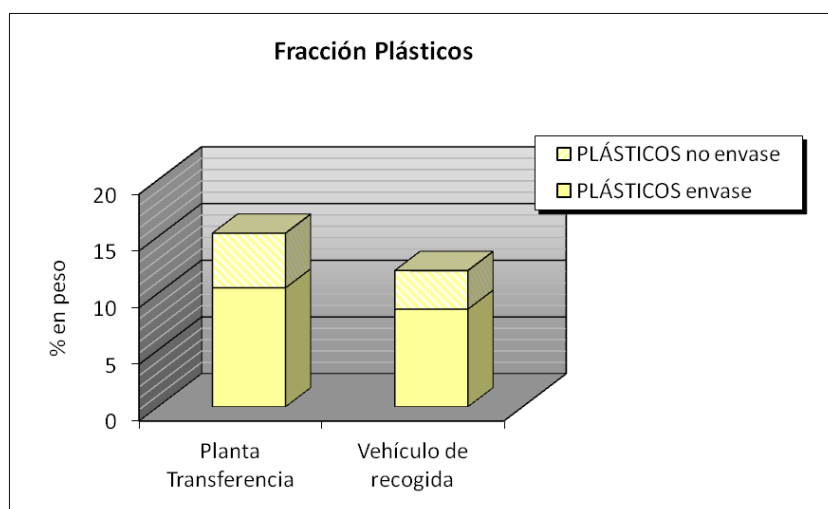 Fracción Plásticos
PLÁSTICOS no envase
PLÁSTICOS envase
% en peso
20
15
10
5
0
Planta
Transferencia
Vehículo de
recogida